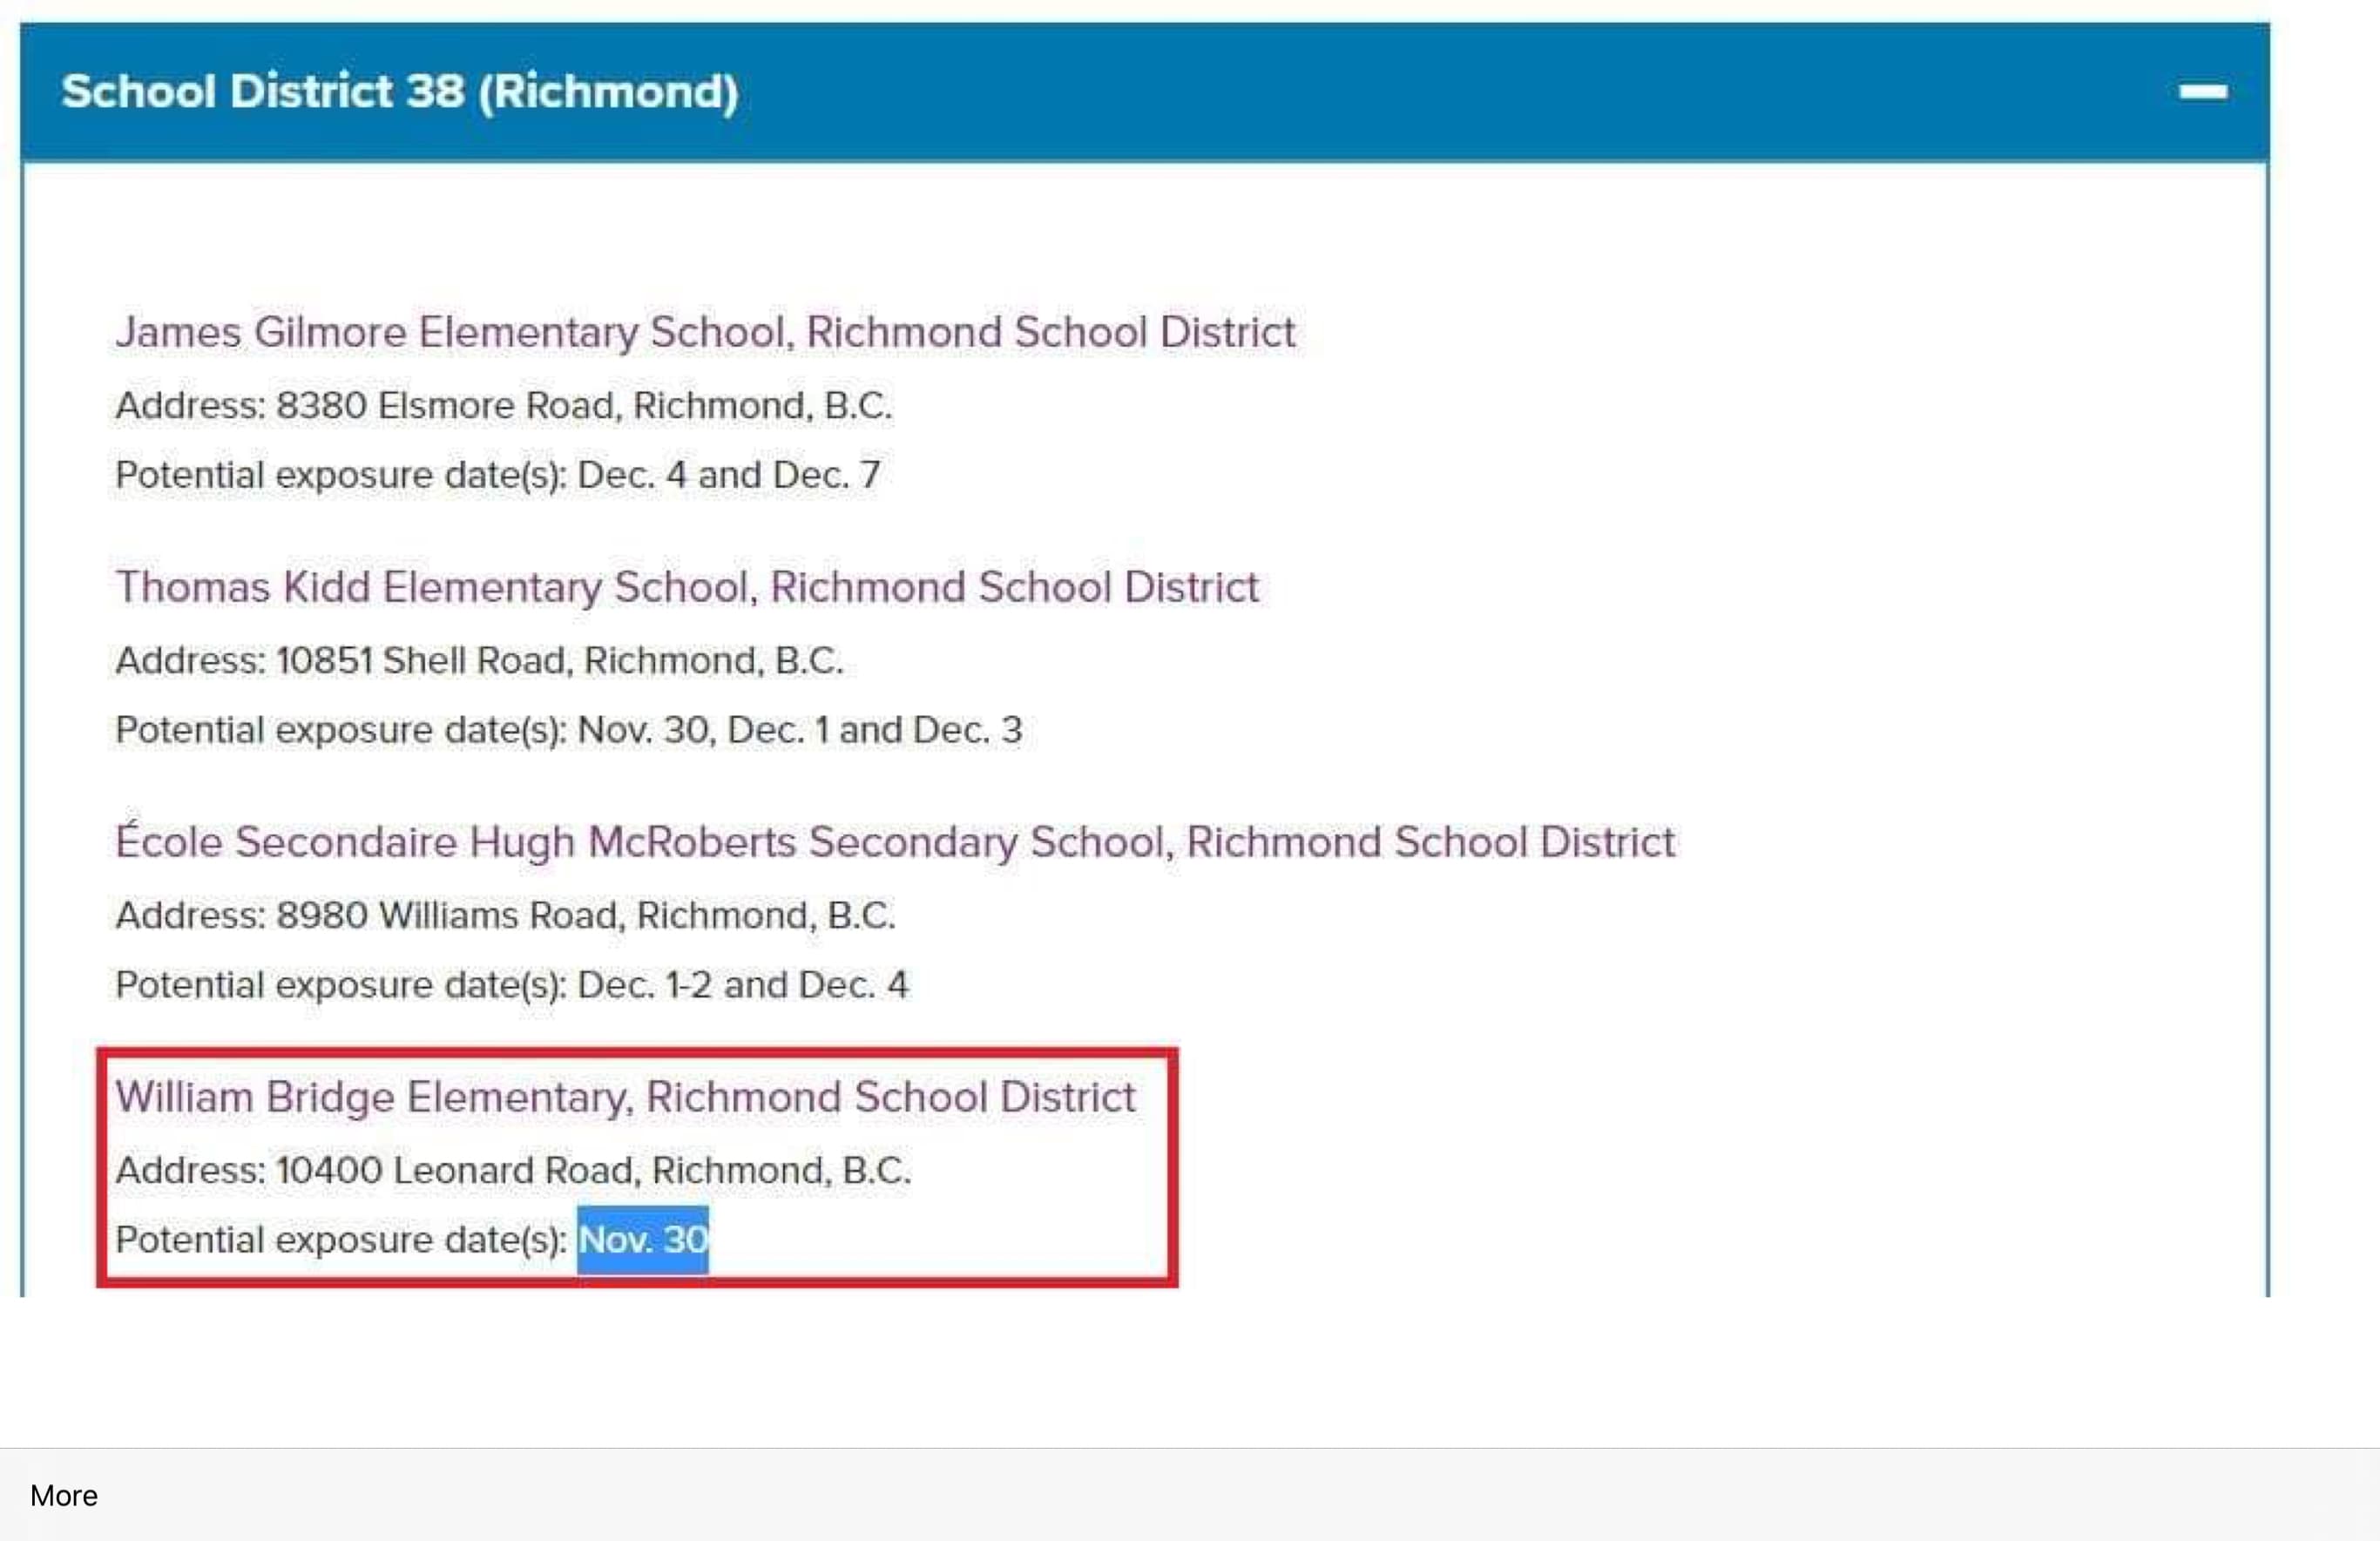 School District 38 (Richmond)
James Gilmore Elementary School, Richmond School District
Address: 8380 Elsmore Road, Richmond, B.C.
Potential exposure date(s): Dec. 4 and Dec. 7
Thomas Kidd Elementary School, Richmond School District
Address: 10851 Shell Road, Richmond, B.C.
Potential exposure date(s): Nov. 30, Dec. 1 and Dec. 3
École Secondaire Hugh McRoberts Secondary School, Richmond School District
Address: 8980 Williams Road, Richmond, B.C.
Potential exposure date(s): Dec. 1-2 and Dec. 4
William Bridge Elementary, Richmond School District
Address: 10400 Leonard Road, Richmond, B.C.
Potential exposure date(s): Nov. 30
More